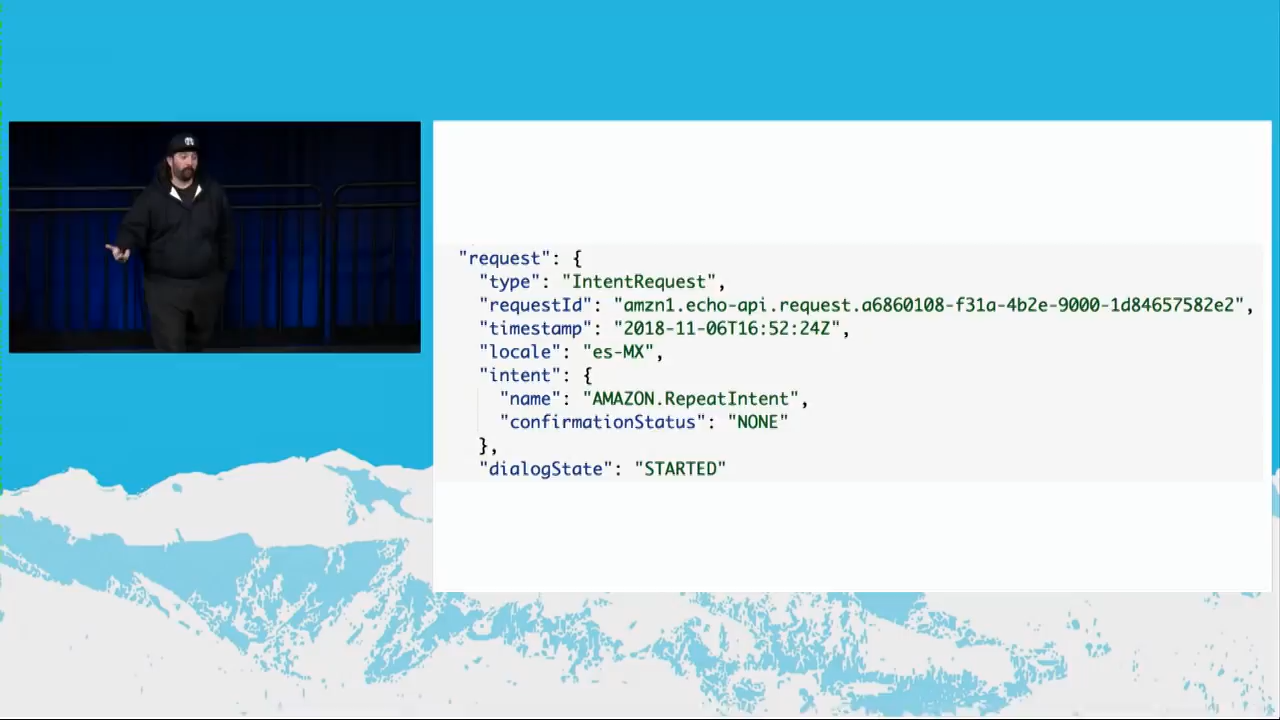 "request": {
"type": "IntentRequest",
"requestId": "amzn1.echo-api.request.a6860108-f31a-4b2e-9000-1d84657582e2",
"timestamp": "2018-11-06T16:52:24Z",
"locale": "es-MX",
"intent": {
"name": "AMAZON.RepeatIntent",
"confirmationStatus": "NONE"
},
"dialogState": "STARTED"